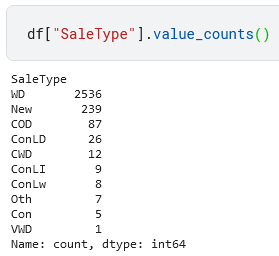 df["SaleType"].value_counts()
SaleType
WD 2536
New 239
COD 87
ConLD 26
CWD 12
ConLI 9
ConLw 8
Oth 7
Con 5
VWD 1
Name: count, dtype: int64